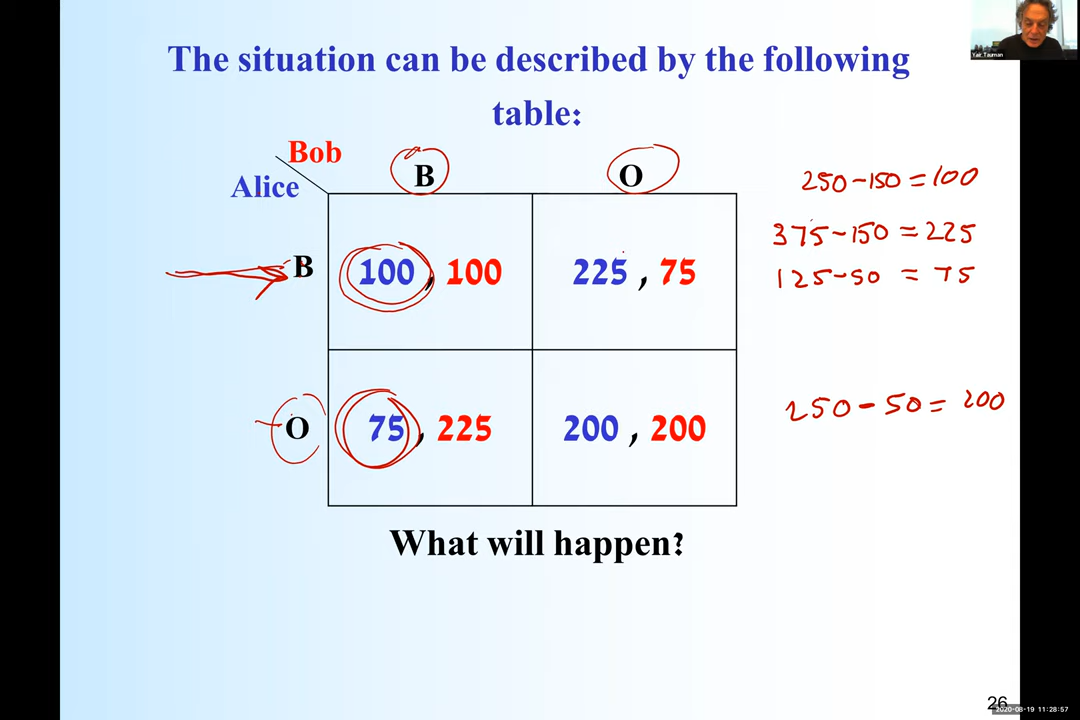 Yair Tauman
The situation can be described by the following
table:
Bob
Alice
B
O
250-150=100
375-150=225
125-50 = 75
B
100, 100
225, 75
O
75, 225
200, 200
250-50= 200
What will happen?
26
2020-08-19 11:28:57